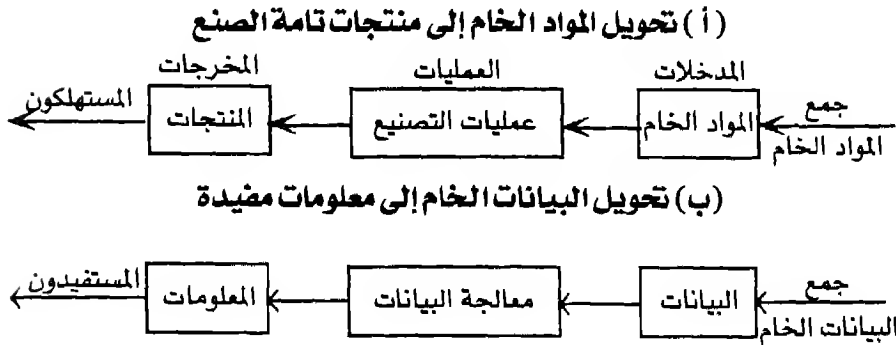 (أ) تحويل المواد الخام إلى منتجات تامة الصنع
المدخلات العمليات المخرجات
جمع المواد الخام عمليات التصنيع المنتجات المستهلكون
المواد الخام
(ب) تحويل البيانات الخام إلى معلومات مفيدة
جمع البيانات معالجة البيانات المعلومات المستفيدون
البيانات الخام